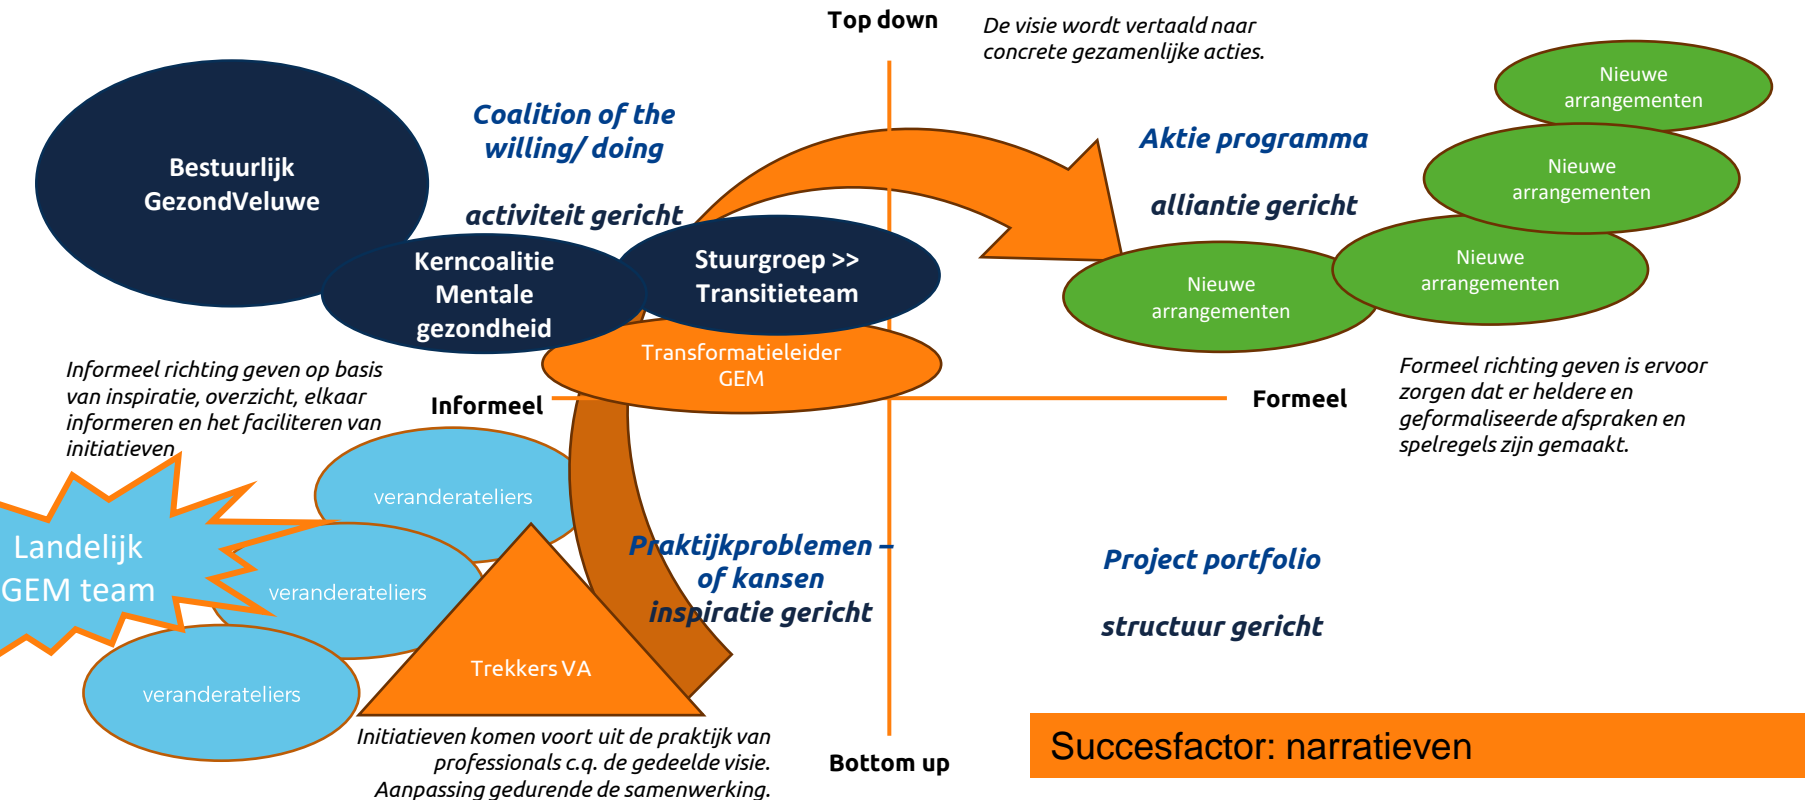 Top down
De visie wordt vertaald naar
concrete gezamenlijke acties.
Nieuwe
arrangementen
Coalition of the
willing/ doing
activiteit gericht
Aktie programma
alliantie gericht
Nieuwe
arrangementen
Bestuurlijk
GezondVeluwe
Kerncoalitie
Mentale
gezondheid
Stuurgroep >>
Transitieteam
Nieuwe
arrangementen
Nieuwe
arrangementen
Transformatieleider
GEM
Informeel richting geven op basis
van inspiratie, overzicht, elkaar
informeren en het faciliteren van
initiatieven
Informeel
Formeel
Formeel richting geven is ervoor
zorgen dat er heldere en
geformaliseerde afspraken en
spelregels zijn gemaakt.
veranderateliers
Landelijk
GEM team
veranderateliers
veranderateliers
Trekkers VA
Praktijkproblemen –
of kansen
inspiratie gericht
Project portfolio
structuur gericht
Initiatieven komen voort uit de praktijk van
professionals c.q. de gedeelde visie.
Aanpassing gedurende de samenwerking.
Bottom up
Succesfactor: narratieven